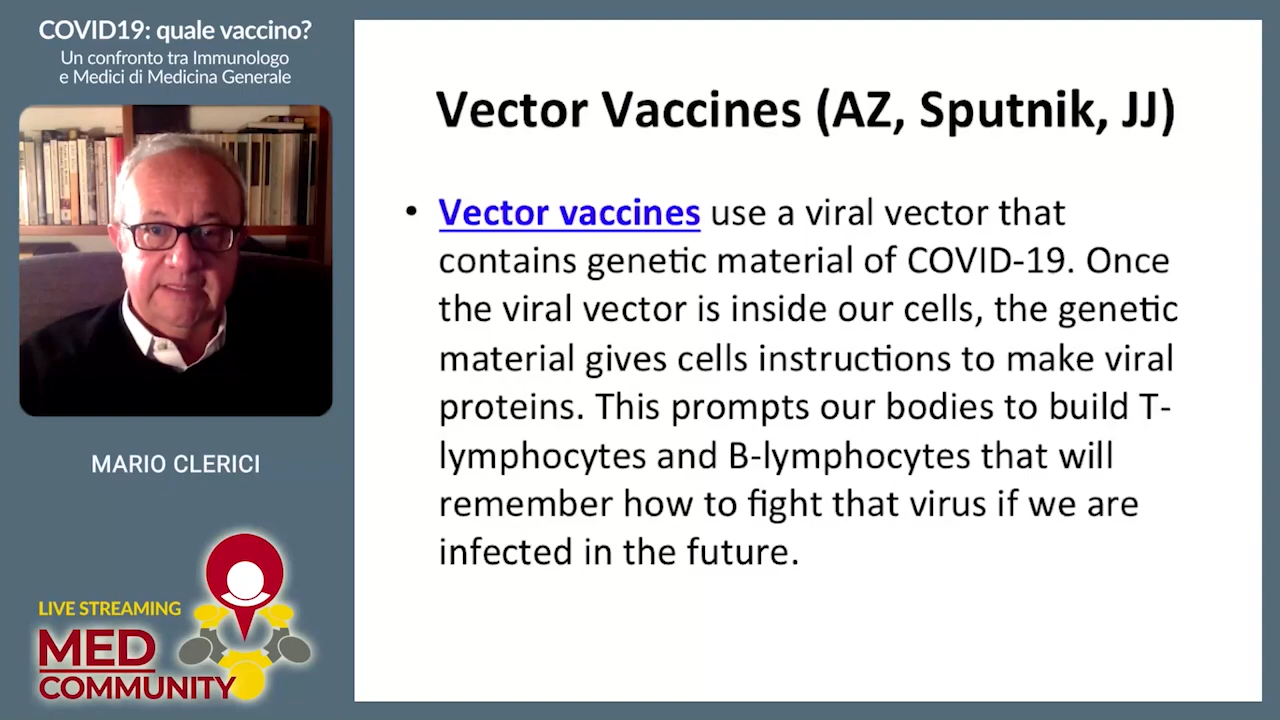 COVID19: quale vaccino?
Un confronto tra Immunologo
e Medici di Medicina Generale
MARIO CLERICI
LIVE STREAMING
MED
COMMUNITY
Vector Vaccines (AZ, Sputnik, JJ)
• Vector vaccines use a viral vector that
contains genetic material of COVID-19. Once
the viral vector is inside our cells, the genetic
material gives cells instructions to make viral
proteins. This prompts our bodies to build T-
lymphocytes and B-lymphocytes that will
remember how to fight that virus if we are
infected in the future.